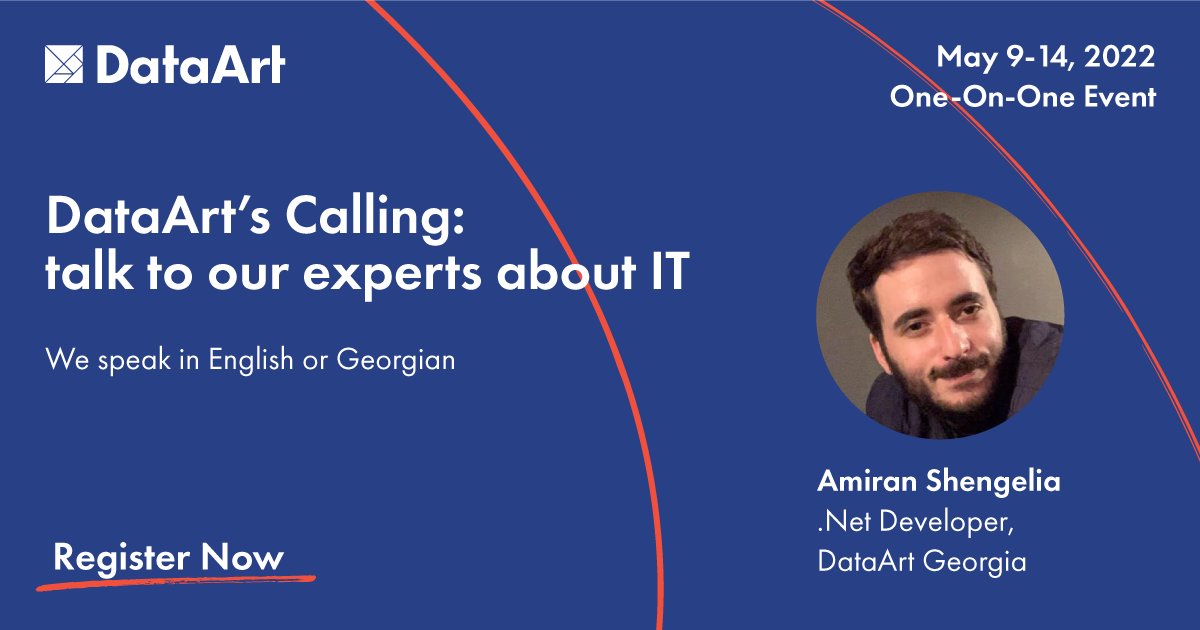 DataArt
May 9-14, 2022
One-On-One Event
DataArt’s Calling:
talk to our experts about IT
We speak in English or Georgian
Amiran Shengelia
.Net Developer,
DataArt Georgia
Register Now